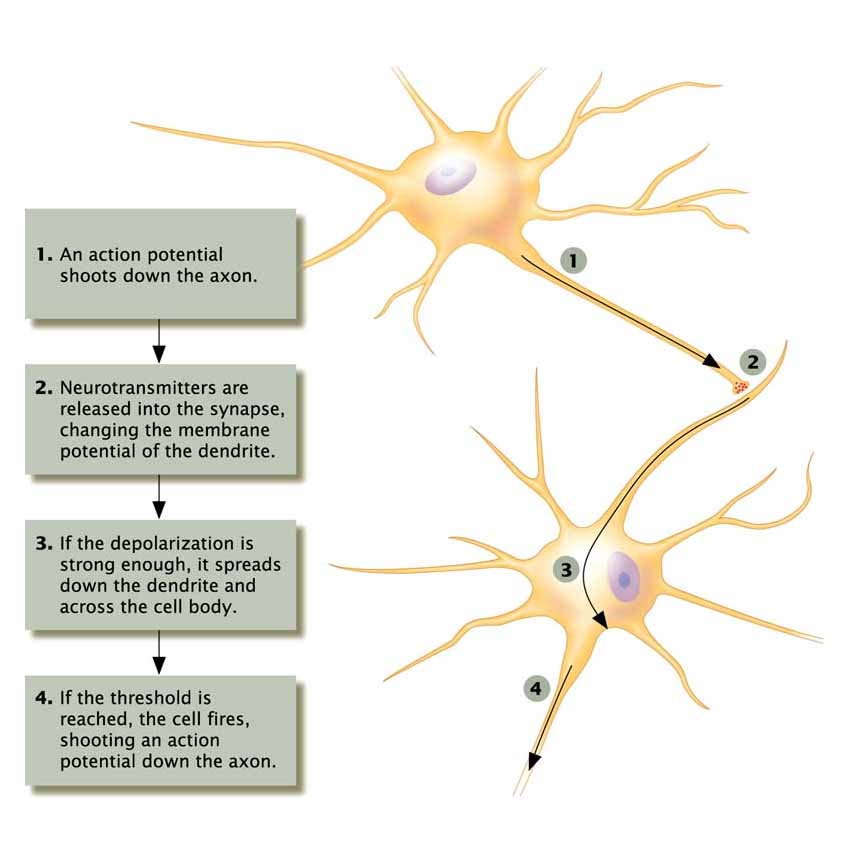 1. An action potential
shoots down the axon.
2. Neurotransmitters are
released into the synapse,
changing the membrane
potential of the dendrite.
3. If the depolarization is
strong enough, it spreads
down the dendrite and
across the cell body.
4. If the threshold is
reached, the cell fires,
shooting an action
potential down the axon.
1
2
3
4